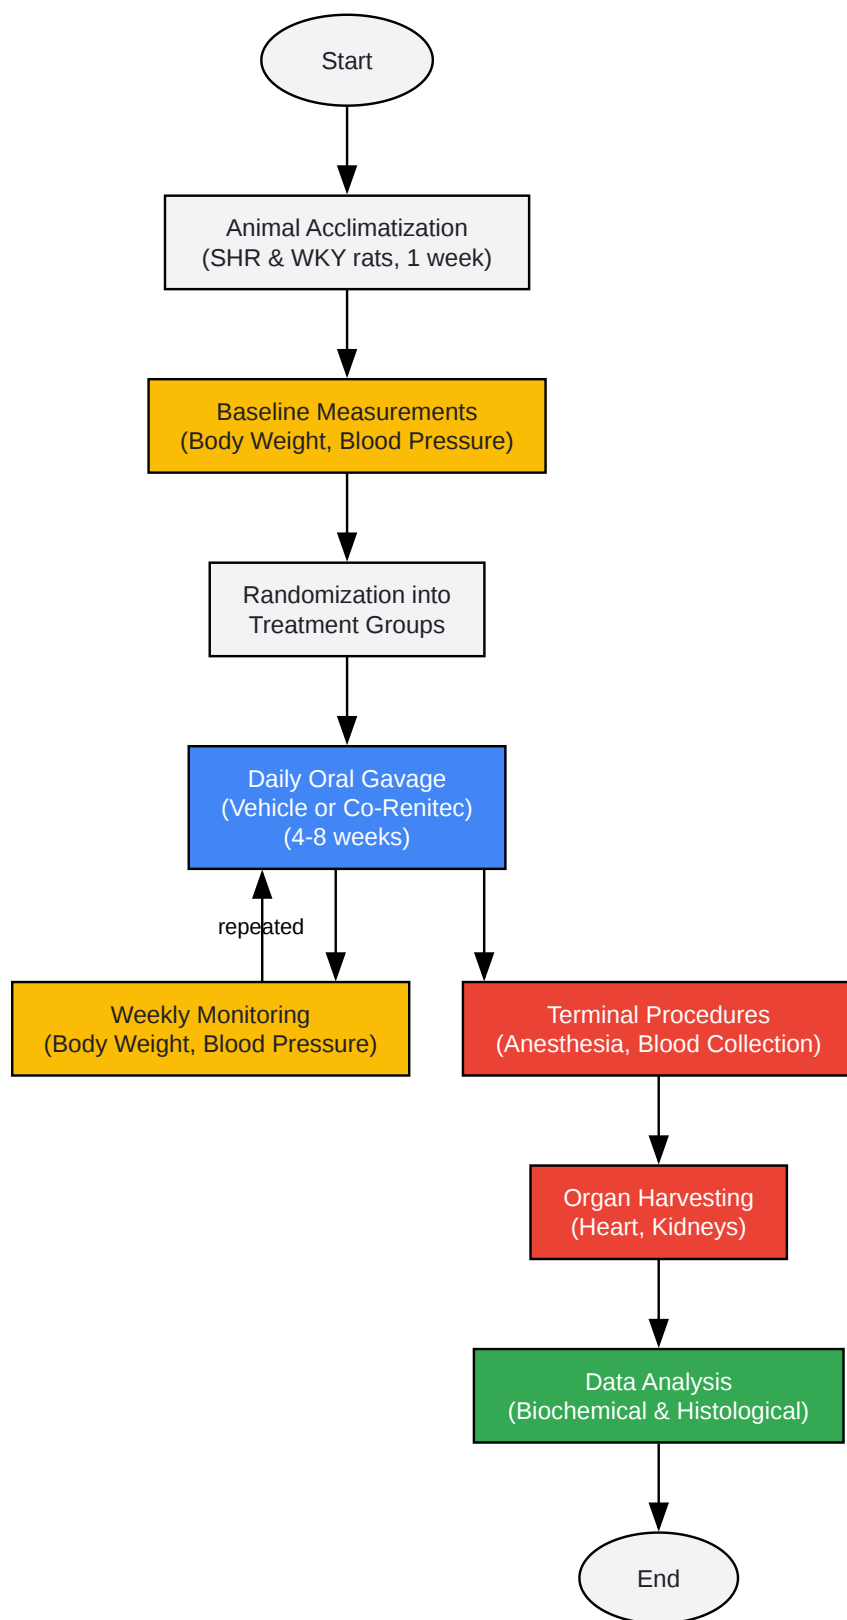 Start
Animal Acclimatization
(SHR & WKY rats, 1 week)
Baseline Measurements
(Body Weight, Blood Pressure)
Randomization into
Treatment Groups
Daily Oral Gavage
(Vehicle or Co-Renitec)
(4-8 weeks)
repeated
Weekly Monitoring
(Body Weight, Blood Pressure)
Terminal Procedures
(Anesthesia, Blood Collection)
Organ Harvesting
(Heart, Kidneys)
Data Analysis
(Biochemical & Histological)
End